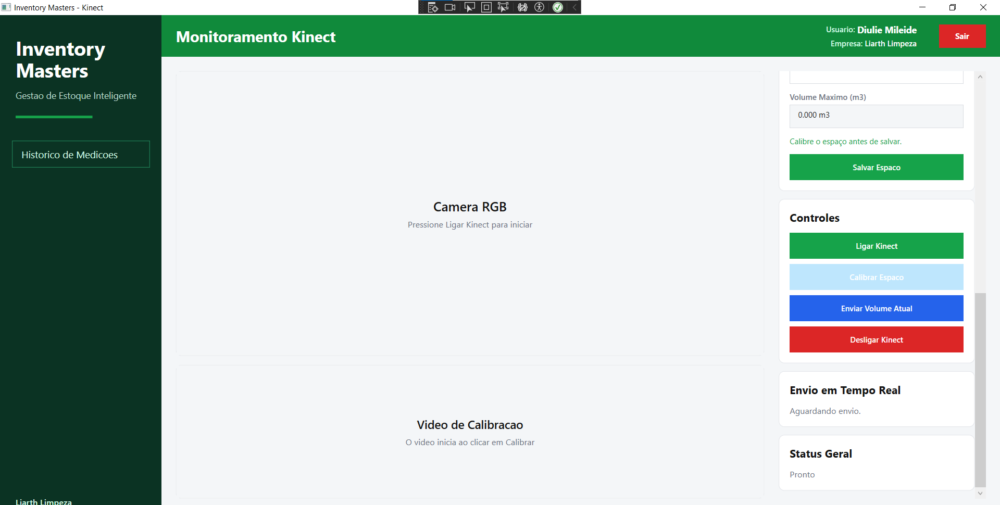 Inventory Masters - Kinect
Inventory
Masters
Gestao de Estoque Inteligente
Historico de Medicoes
Liarth Limpeza
Monitoramento Kinect
Usuario: Diulie Mileide
Empresa: Liarth Limpeza
Sair
Camera RGB
Pressione Ligar Kinect para iniciar
Video de Calibracao
O video inicia ao clicar em Calibrar
Volume Maximo (m3)
0.000 m3
Calibre o espaço antes de salvar.
Salvar Espaco
Controles
Ligar Kinect
Calibrar Espaco
Enviar Volume Atual
Desligar Kinect
Envio em Tempo Real
Aguardando envio.
Status Geral
Pronto